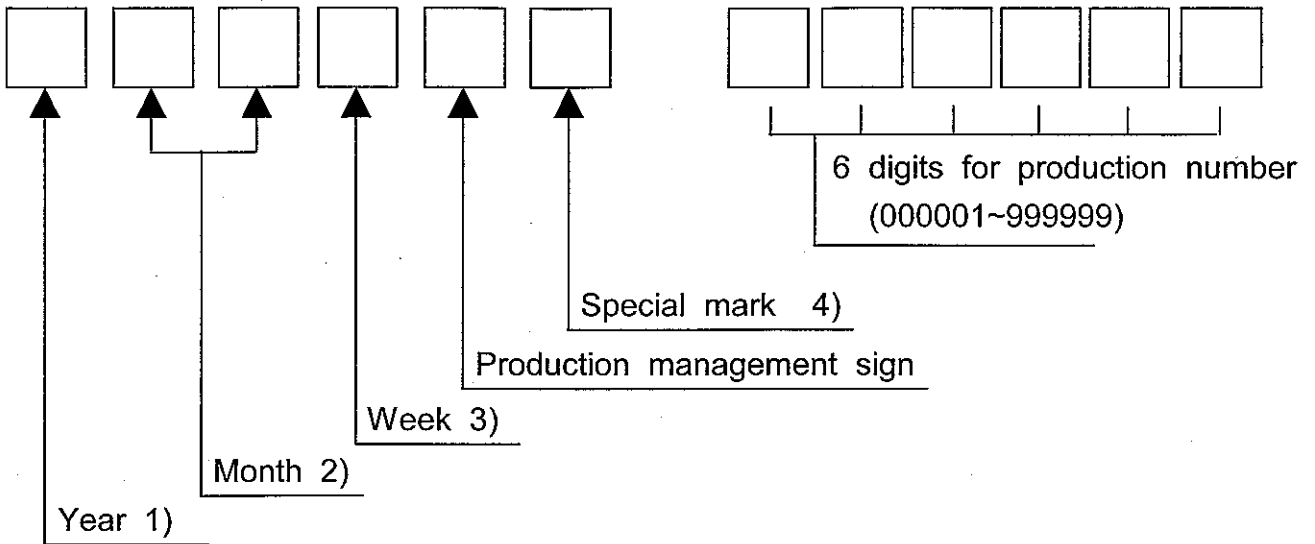 6 digits for production number
(000001~999999)
Special mark 4)
Production management sign
Week 3)
Month 2)
Year 1)